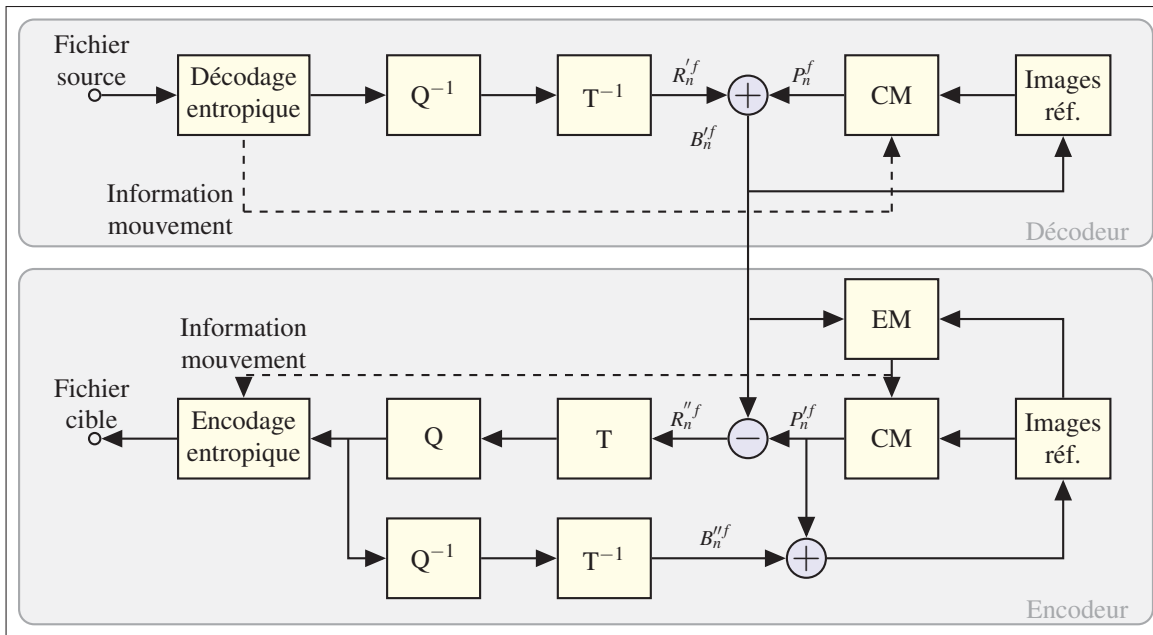 Fichier
source
Décodage
entropique
Q⁻¹
T⁻¹
R'ₙᶠ
+
Pₙᶠ
CM
Images
réf.
B'ₙᶠ
Information
mouvement
Décodeur
EM
Information
mouvement
Fichier
cible
Encodage
entropique
Q
T
R''ₙᶠ
−
P'ₙᶠ
CM
Images
réf.
Q⁻¹
T⁻¹
B''ₙᶠ
+
Encodeur